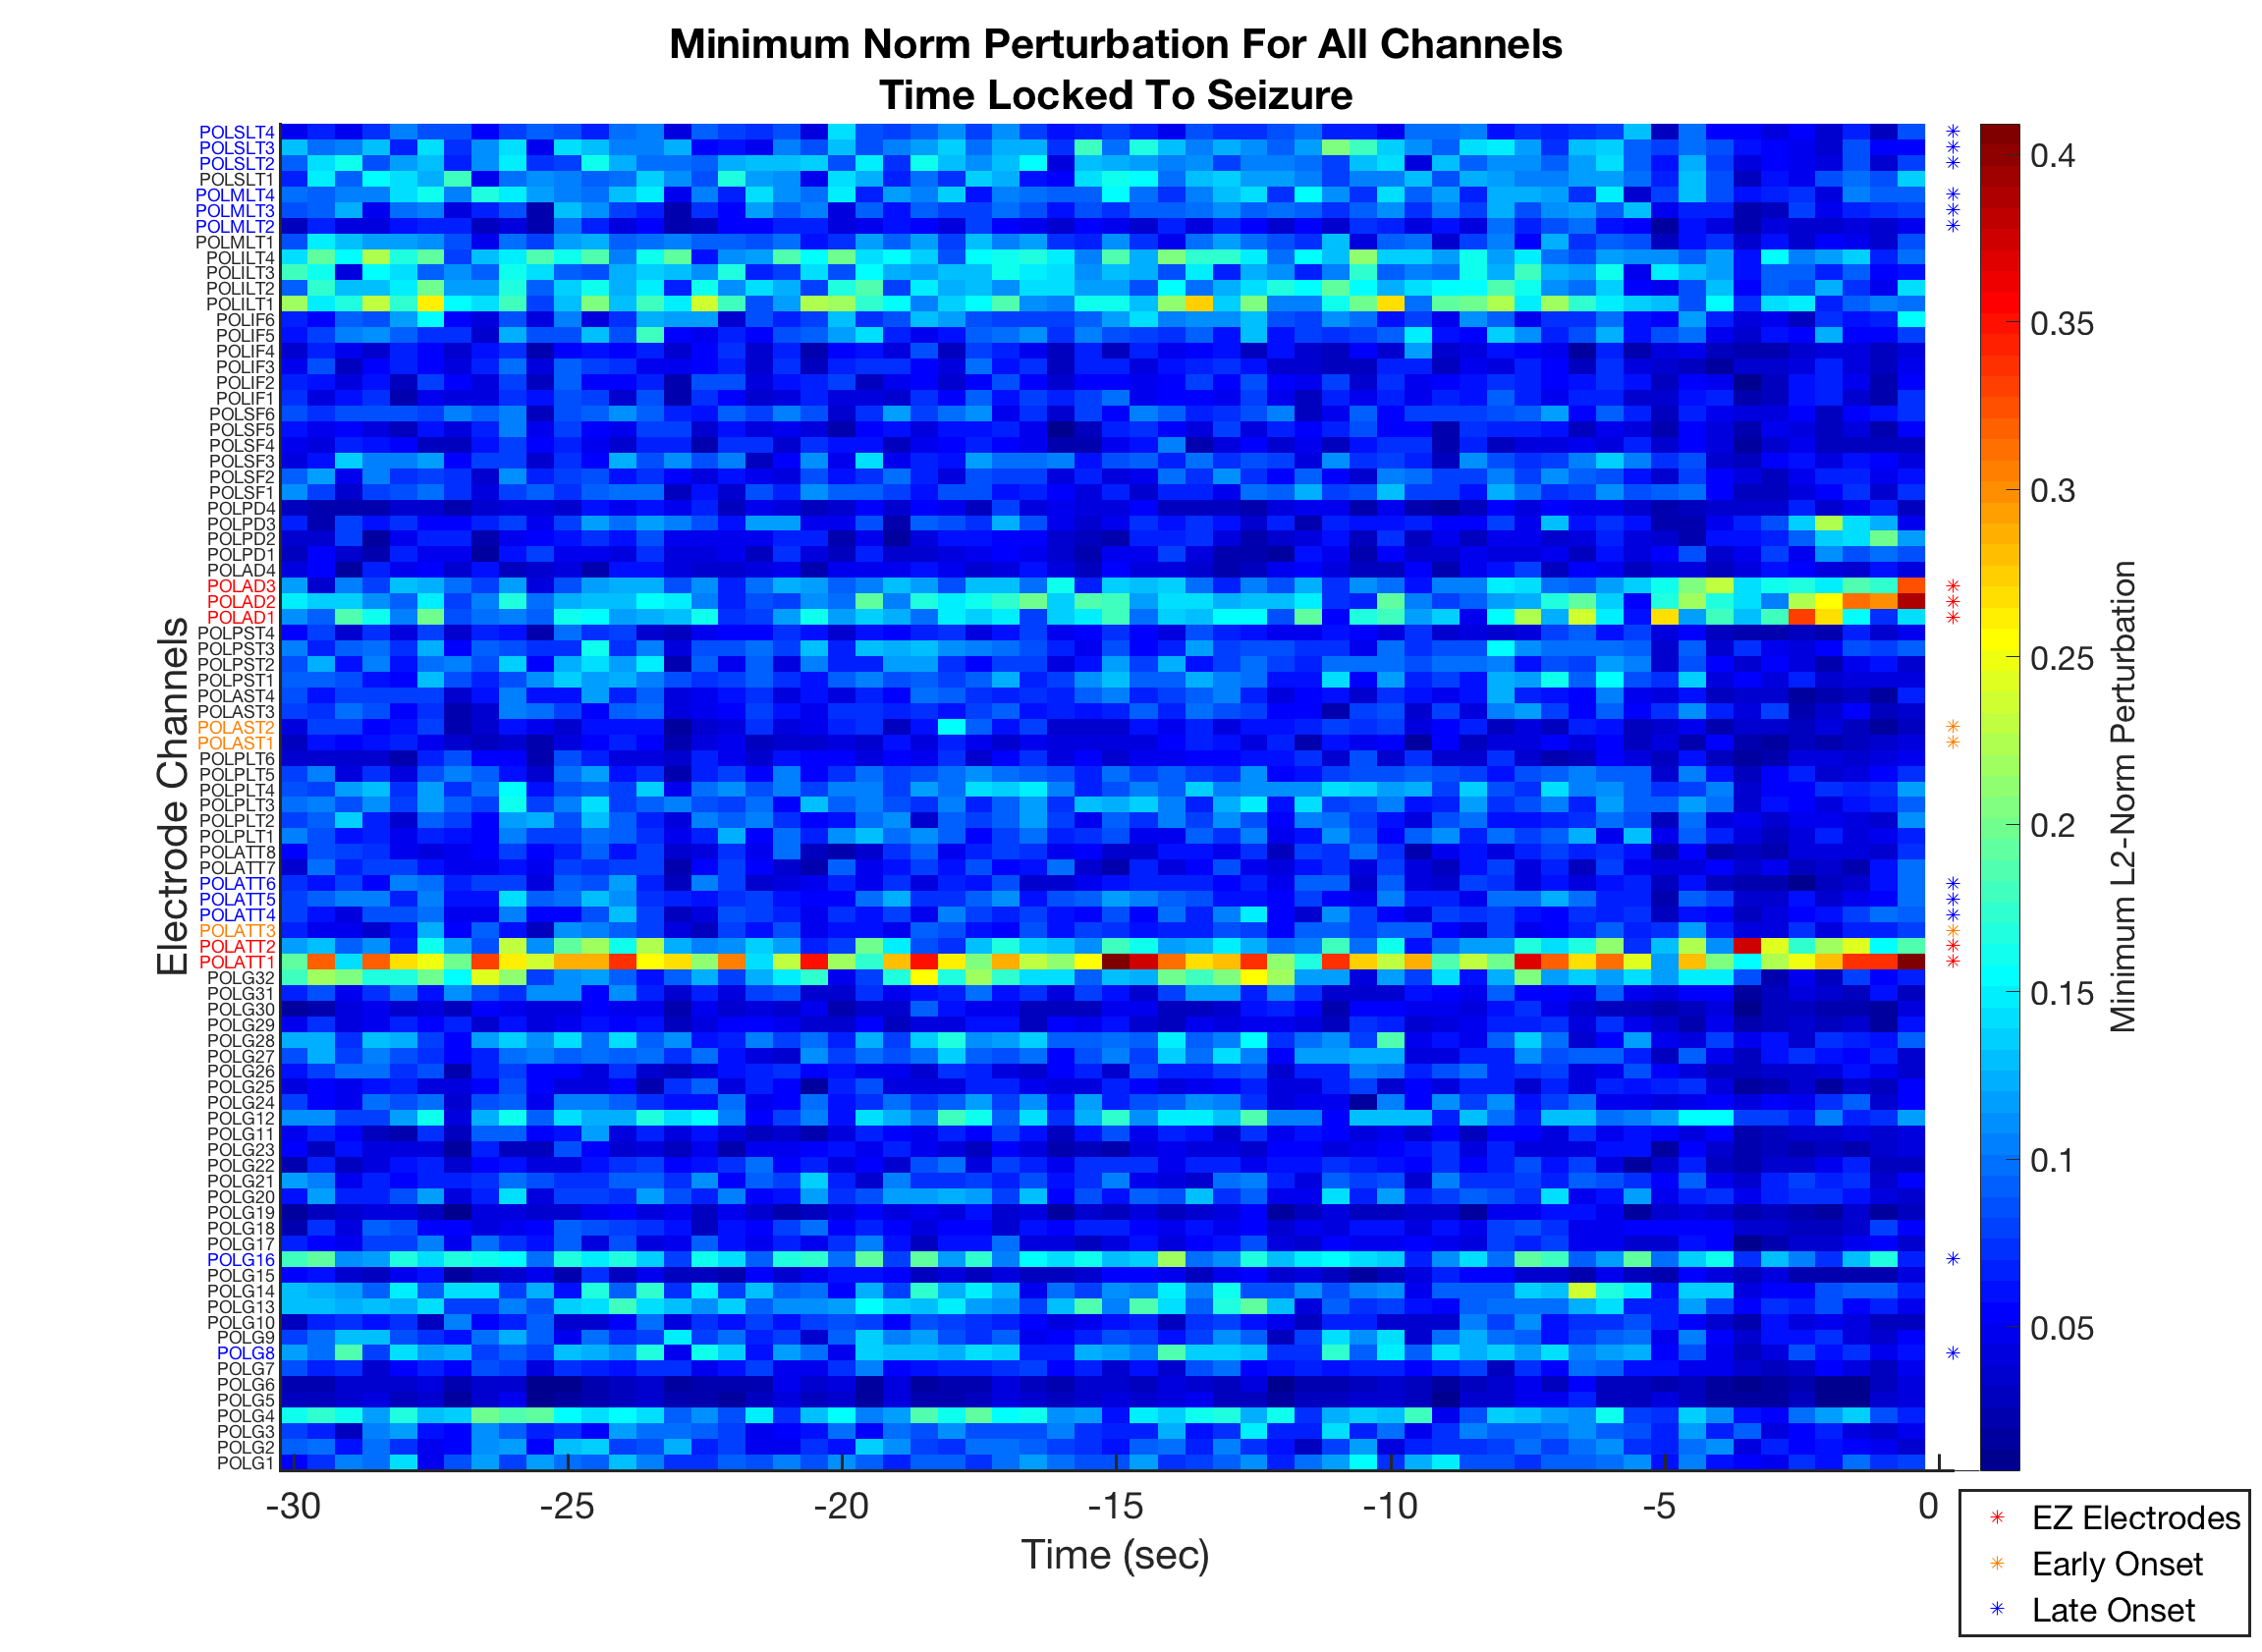 Minimum Norm Perturbation For All Channels
Time Locked To Seizure
Electrode Channels
POLSLT4
POLSLT3
POLSLT2
POLSLT1
POLMLT4
POLMLT3
POLMLT2
POLMLT1
POLILT4
POLILT3
POLILT2
POLILT1
POLIF6
POLIF5
POLIF4
POLIF3
POLIF2
POLIF1
POLSF6
POLSF5
POLSF4
POLSF3
POLSF2
POLSF1
POLPD4
POLPD3
POLPD2
POLPD1
POLAD4
POLAD3
POLAD2
POLAD1
POLPST4
POLPST3
POLPST2
POLPST1
POLAST4
POLAST3
POLAST2
POLAST1
POLPLT6
POLPLT5
POLPLT4
POLPLT3
POLPLT2
POLPLT1
POLATT8
POLATT7
POLATT6
POLATT5
POLATT4
POLATT3
POLATT2
POLATT1
POLG32
POLG31
POLG30
POLG29
POLG28
POLG27
POLG26
POLG25
POLG24
POLG12
POLG11
POLG23
POLG22
POLG21
POLG20
POLG19
POLG18
POLG17
POLG16
POLG15
POLG14
POLG13
POLG10
POLG9
POLG8
POLG7
POLG6
POLG5
POLG4
POLG3
POLG2
POLG1
-30 -25 -20 -15 -10 -5 0
Time (sec)
0.4
0.35
0.3
0.25
0.2
0.15
0.1
0.05
Minimum L2-Norm Perturbation
EZ Electrodes
Early Onset
Late Onset